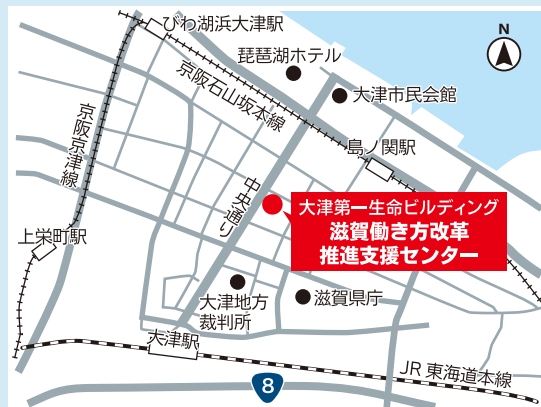 びわ湖浜大津駅
N
琵琶湖ホテル
京阪石山坂本線
大津市民会館
京阪京津線
島ノ関駅
中央通り
大津第一生命ビルディング
滋賀働き方改革
推進支援センター
上栄町駅
大津地方
裁判所
滋賀県庁
大津駅
JR 東海道本線
8